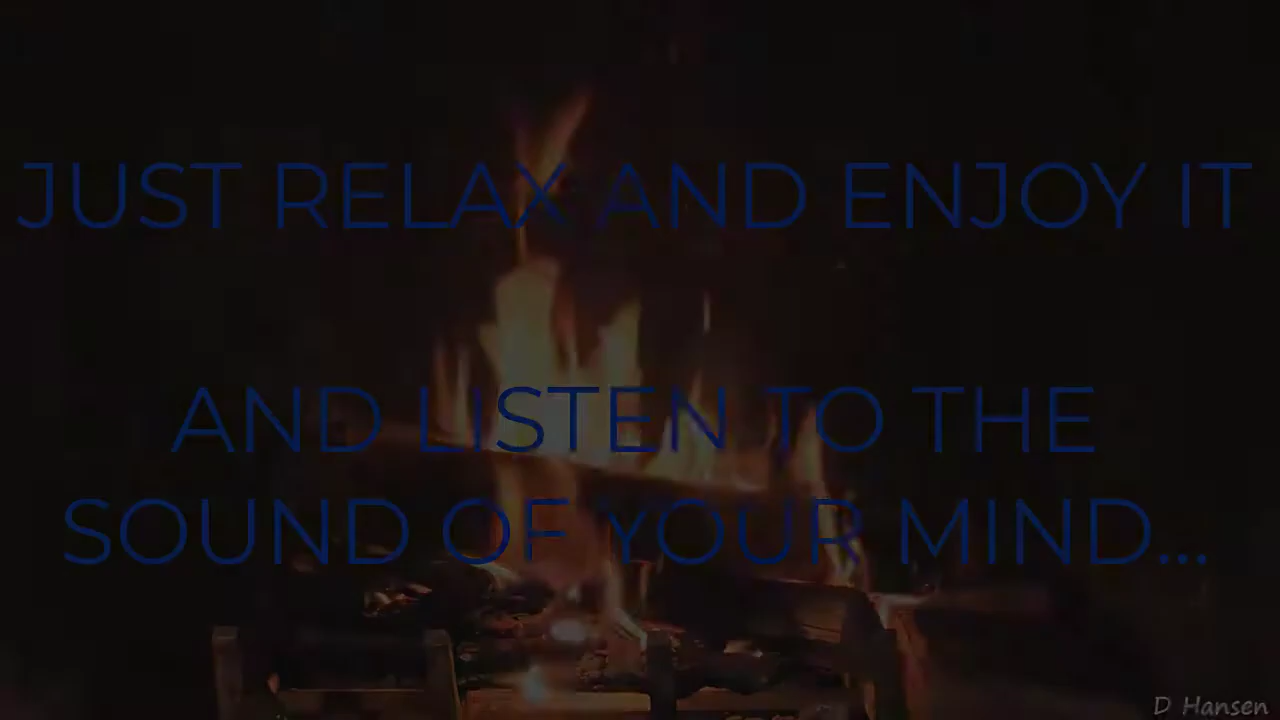 JUST RELAX AND ENJOY IT
AND LISTEN TO THE
SOUND OF YOUR MIND...
D Hansen